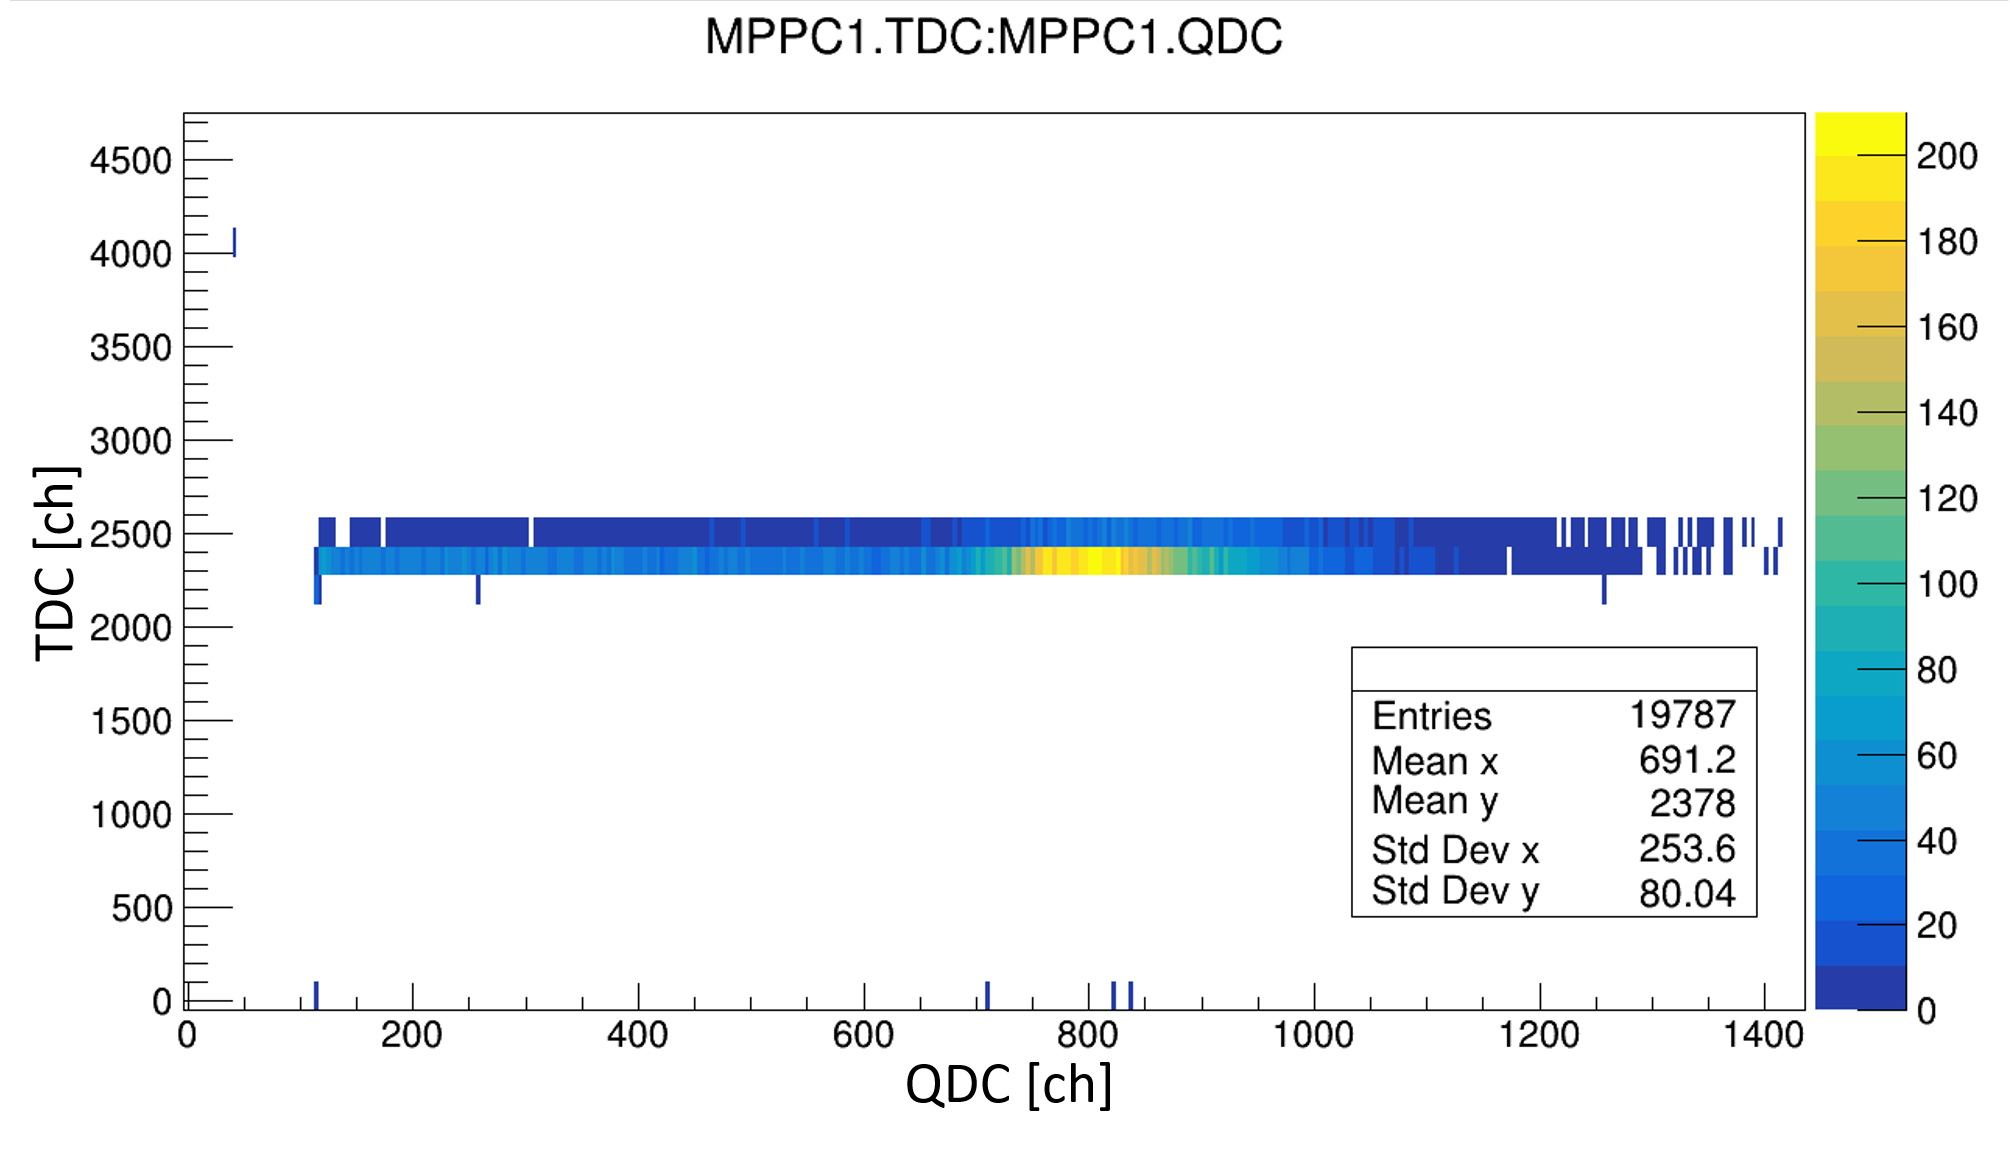 MPPC1.TDC:MPPC1.QDC
4500
4000
3500
3000
2500
2000
1500
1000
500
0
TDC [ch]
0 200 400 600 800 1000 1200 1400
QDC [ch]
Entries 19787
Mean x 691.2
Mean y 2378
Std Dev x 253.6
Std Dev y 80.04
200
180
160
140
120
100
80
60
40
20
0